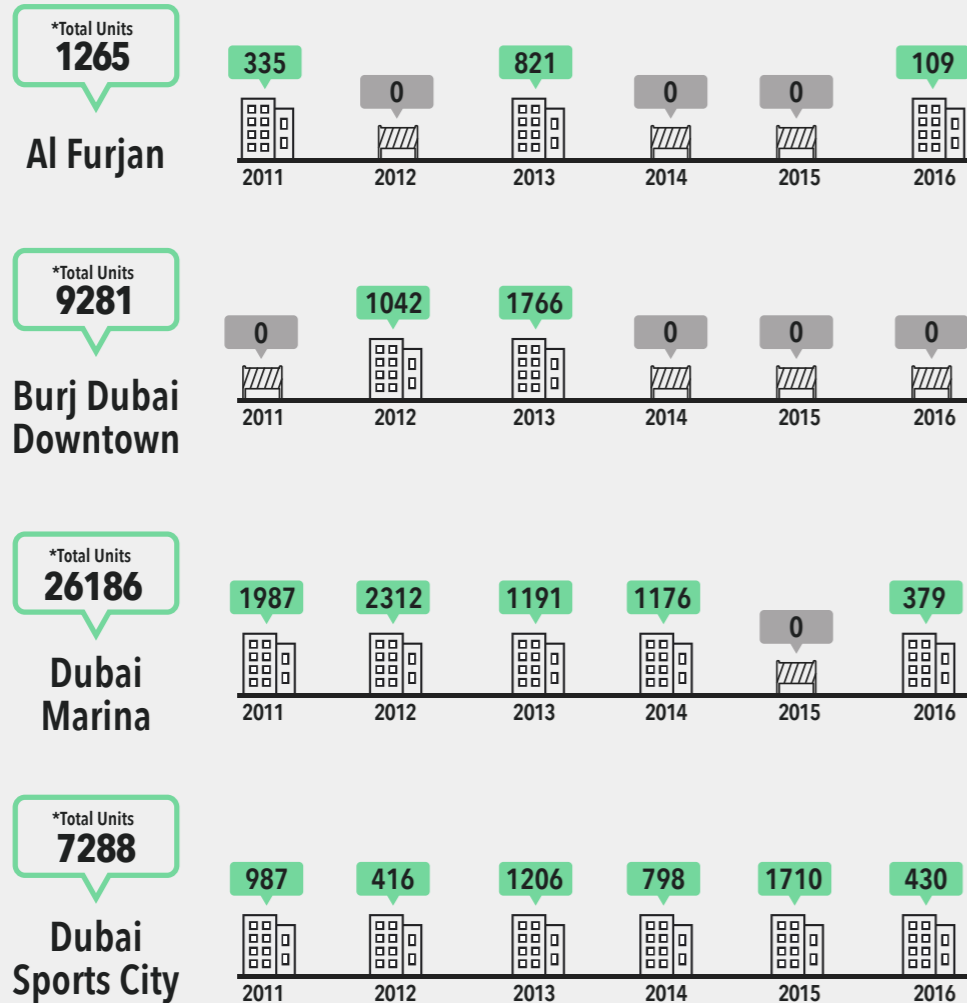 *Total Units
1265
Al Furjan
335 0 821 0 0 109
2011 2012 2013 2014 2015 2016
*Total Units
9281
Burj Dubai
Downtown
0 1042 1766 0 0 0
2011 2012 2013 2014 2015 2016
*Total Units
26186
Dubai
Marina
1987 2312 1191 1176 0 379
2011 2012 2013 2014 2015 2016
*Total Units
7288
Dubai
Sports City
987 416 1206 798 1710 430
2011 2012 2013 2014 2015 2016